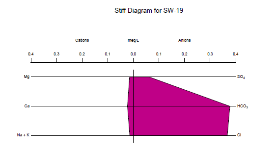 Stiff Diagram for SW-19
Cations meq/L Anions
0.4 0.3 0.2 0.1 0.0 0.1 0.2 0.3 0.4
Mg SO4
Ca HCO3
Na + K Cl